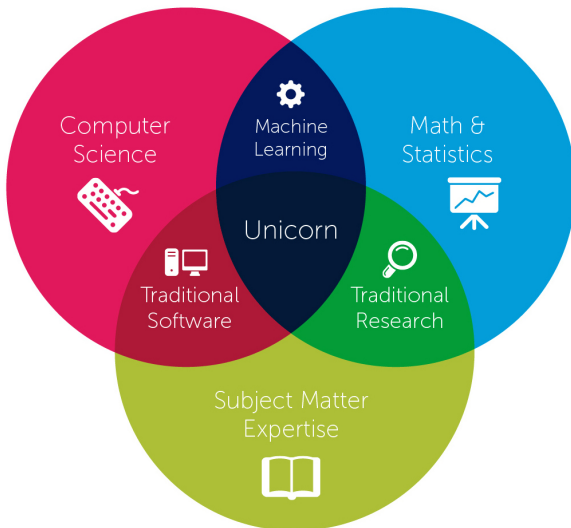 Computer
Science
Machine
Learning
Math &
Statistics
Unicorn
Traditional
Software
Traditional
Research
Subject Matter
Expertise